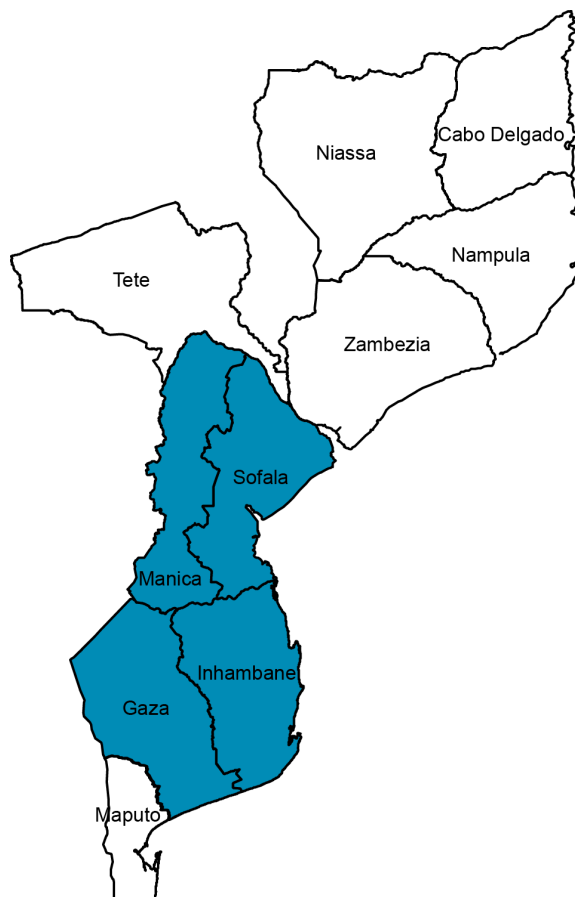 Cabo Delgado
Niassa
Nampula
Tete
Zambezia
Sofala
Manica
Inhambane
Gaza
Maputo